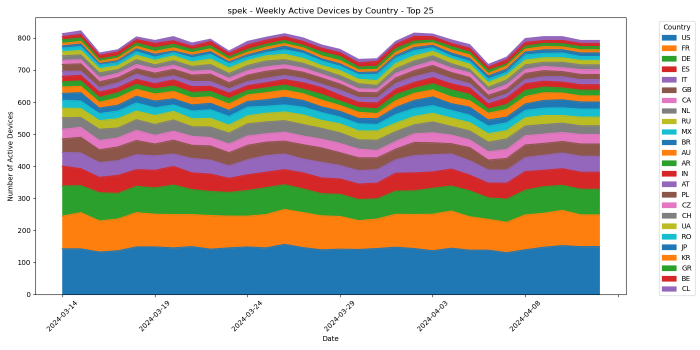 spek - Weekly Active Devices by Country - Top 25
Number of Active Devices
800
700
600
500
400
300
200
100
0
2024-03-14
2024-03-19
2024-03-24
2024-03-29
2024-04-03
2024-04-08
Date
Country
US
FR
DE
ES
IT
GB
CA
NL
RU
MX
BR
AU
AR
IN
AT
PL
CZ
CH
UA
RO
JP
KR
GR
BE
CL